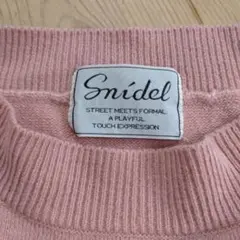 Snidel
STREET MEETS FORMAL
A PLAYFUL
TOUCH EXPRESSION